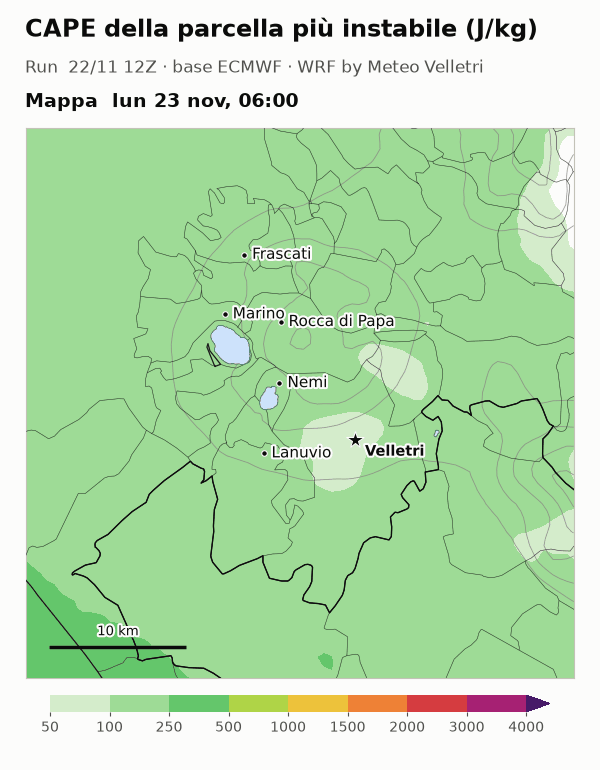 CAPE della parcella più instabile (J/kg)
Run  22/11 12Z · base ECMWF · WRF by Meteo Velletri
Mappa  lun 23 nov, 06:00
Frascati
Marino
Rocca di Papa
Nemi
Velletri
Lanuvio
10 km
50 100 250 500 1000 1500 2000 3000 4000